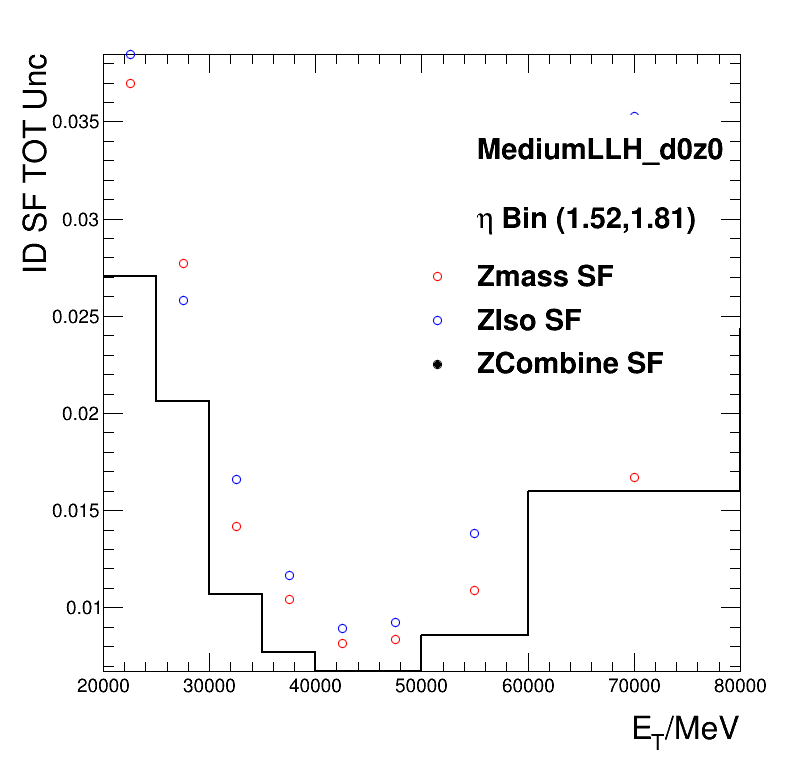 ID SF TOT Unc
0.035
0.03
0.025
0.02
0.015
0.01
MediumLLH_d0z0
η Bin (1.52,1.81)
Zmass SF
ZIso SF
ZCombine SF
20000 30000 40000 50000 60000 70000 80000
E_T/MeV